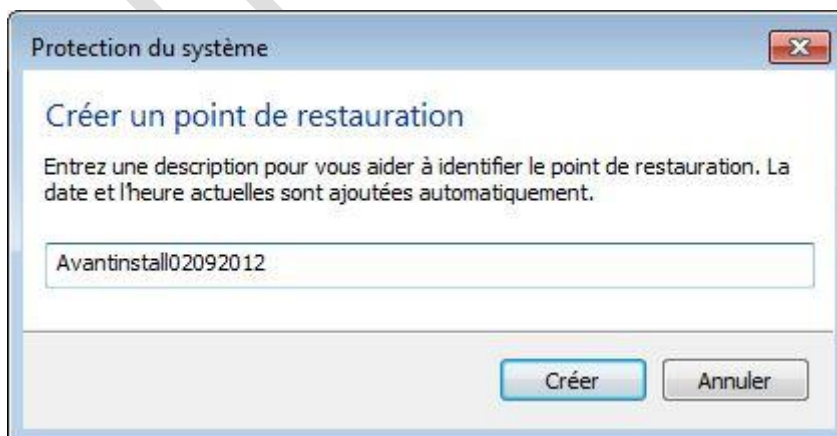 Protection du système
Créer un point de restauration
Entrez une description pour vous aider à identifier le point de restauration. La
date et l'heure actuelles sont ajoutées automatiquement.
Avantinstall02092012
Créer
Annuler